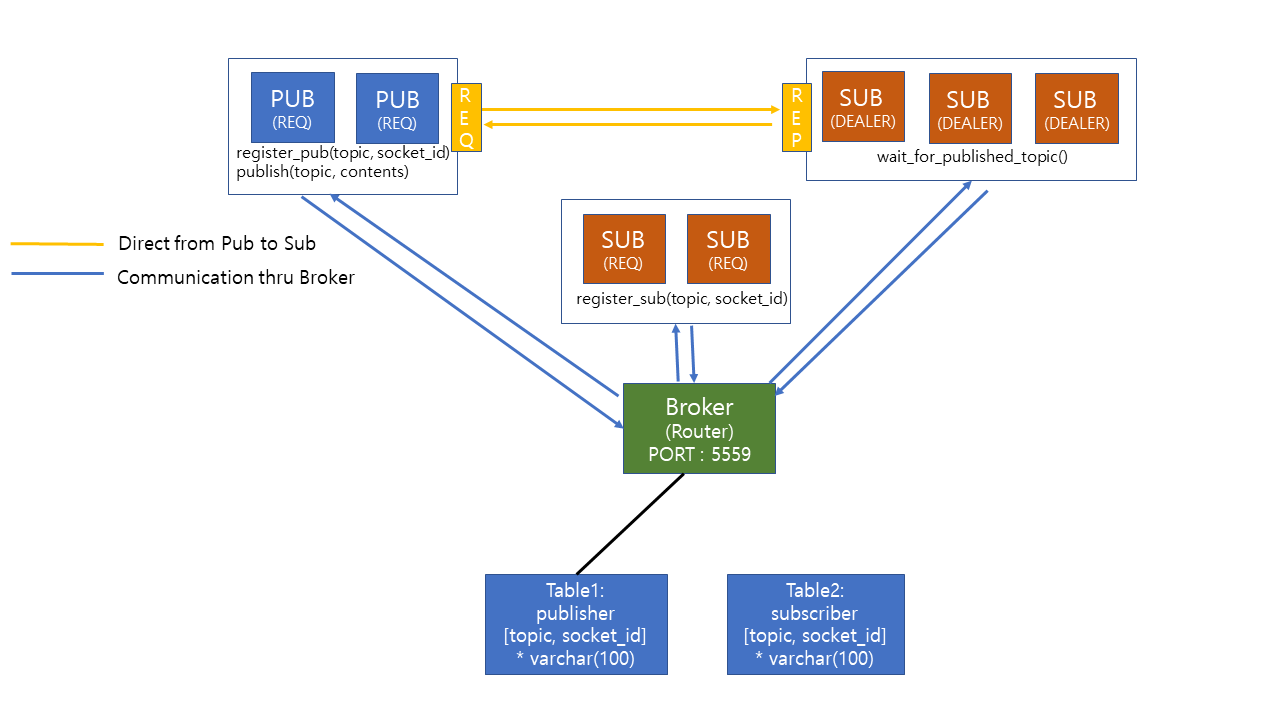 PUB
(REQ)
PUB
(REQ)
register_pub(topic, socket_id)
publish(topic, contents)
R
E
Q
R
E
P
SUB
(DEALER)
SUB
(DEALER)
SUB
(DEALER)
wait_for_published_topic()
SUB
(REQ)
SUB
(REQ)
register_sub(topic, socket_id)
Direct from Pub to Sub
Communication thru Broker
Broker
(Router)
PORT : 5559
Table1:
publisher
[topic, socket_id]
* varchar(100)
Table2:
subscriber
[topic, socket_id]
* varchar(100)